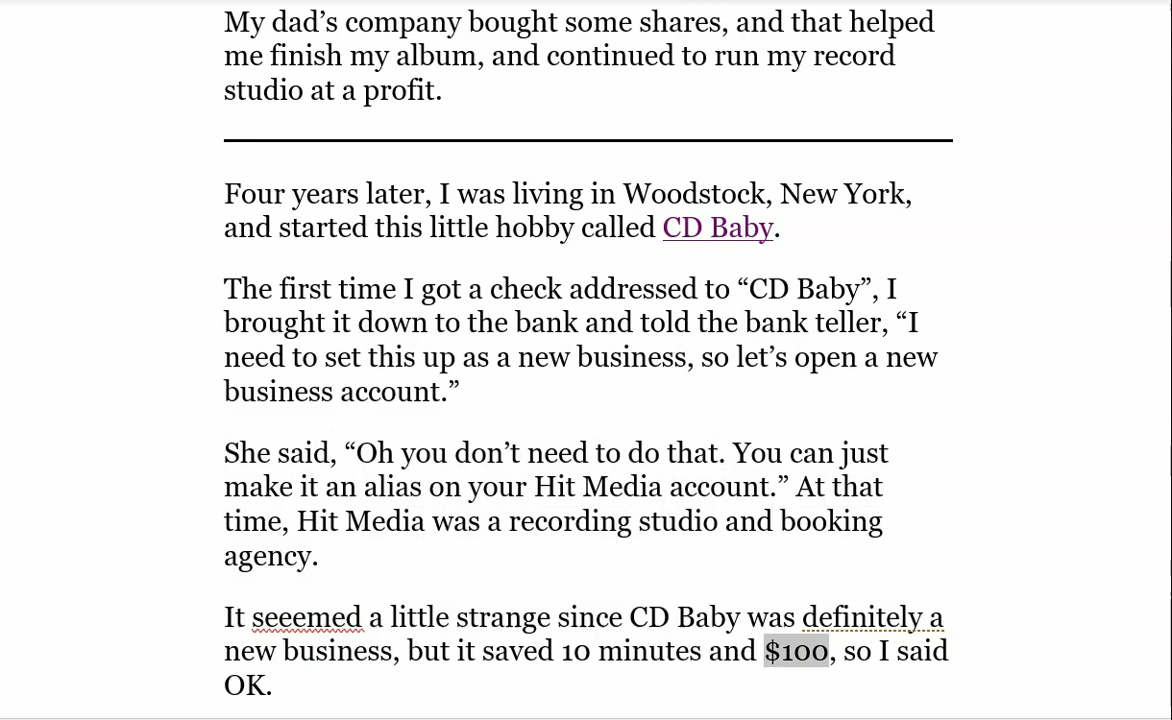 My dad’s company bought some shares, and that helped
me finish my album, and continued to run my record
studio at a profit.
Four years later, I was living in Woodstock, New York,
and started this little hobby called CD Baby.
The first time I got a check addressed to “CD Baby”, I
brought it down to the bank and told the bank teller, “I
need to set this up as a new business, so let’s open a new
business account.”
She said, “Oh you don’t need to do that. You can just
make it an alias on your Hit Media account.” At that
time, Hit Media was a recording studio and booking
agency.
It seeemed a little strange since CD Baby was definitely a
new business, but it saved 10 minutes and $100, so I said
OK.